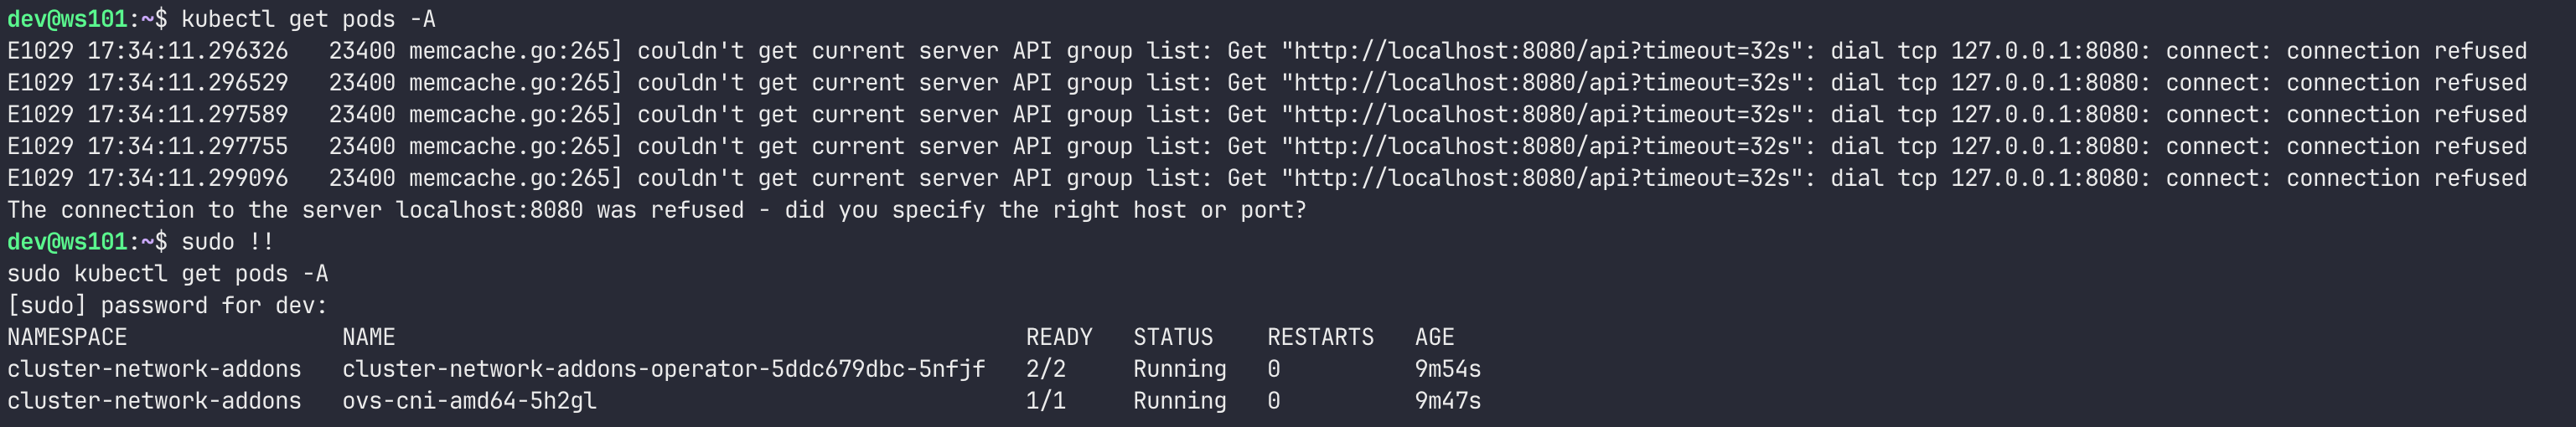 dev@ws101:~$ kubectl get pods -A
E1029 17:34:11.296326   23400 memcache.go:265] couldn't get current server API group list: Get "http://localhost:8080/api?timeout=32s": dial tcp 127.0.0.1:8080: connect: connection refused
E1029 17:34:11.296529   23400 memcache.go:265] couldn't get current server API group list: Get "http://localhost:8080/api?timeout=32s": dial tcp 127.0.0.1:8080: connect: connection refused
E1029 17:34:11.297589   23400 memcache.go:265] couldn't get current server API group list: Get "http://localhost:8080/api?timeout=32s": dial tcp 127.0.0.1:8080: connect: connection refused
E1029 17:34:11.297755   23400 memcache.go:265] couldn't get current server API group list: Get "http://localhost:8080/api?timeout=32s": dial tcp 127.0.0.1:8080: connect: connection refused
E1029 17:34:11.299096   23400 memcache.go:265] couldn't get current server API group list: Get "http://localhost:8080/api?timeout=32s": dial tcp 127.0.0.1:8080: connect: connection refused
The connection to the server localhost:8080 was refused - did you specify the right host or port?
dev@ws101:~$ sudo !!
sudo kubectl get pods -A
[sudo] password for dev:
NAMESPACE                NAME                                               READY   STATUS    RESTARTS   AGE
cluster-network-addons   cluster-network-addons-operator-5ddc679dbc-5nfjf   2/2     Running   0          9m54s
cluster-network-addons   ovs-cni-amd64-5h2gl                                1/1     Running   0          9m47s